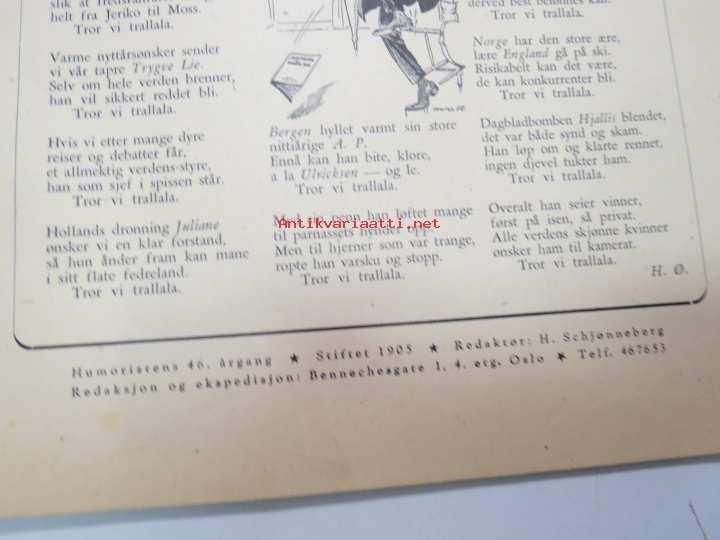 helt fra Jeriko til Moss.
Tror vi trallala.
Varme nyttårsønsker sender
vi vår tapre Trygve Lie.
Selv om hele verden brenner,
han vil sikkert reddet bli.
Tror vi trallala.
Hvis vi etter mange dyre
reiser og debatter får,
et allmektig verdens-styre,
han som sjef i spissen står.
Tror vi trallala.
Hollands dronning Juliane
ønsker vi en klar forstand,
så hun ånder fram kan mane
i sitt flate fedreland.
Tror vi trallala.
Bergen hyllet varmt sin store
nittiårige A. P.
Ennå kan han bite, klore,
a la Ulricksen — og le.
Tror vi trallala.
Med sin penn han løftet mange
til parnassets hylder opp.
Men til hjerner som var trange,
ropte han varsku og stopp.
Tror vi trallala.
derved best belønnes kan.
Tror vi trallala.
Norge har den store ære,
lære England gå på ski.
Risikabelt kan det være,
de kan konkurrenter bli.
Tror vi trallala.
Dagbladbomben Hjallis blendet,
det var både synd og skam.
Han løp om og klarte rennet,
ingen djevel tukter ham.
Tror vi trallala.
Overalt han seier vinner,
først på isen, så privat.
Alle verdens skjønne kvinner
ønsker ham til kamerat.
Tror vi trallala.
H. Ø.
Antikvariaatti.net
Humoristens 46. årgang ★ Stiftet 1905 ★ Redaktør: H. Schjønneberg
Redaksjon og ekspedisjon: Bennechesgate 1, 4. etg. Oslo ★ Telf. 467653